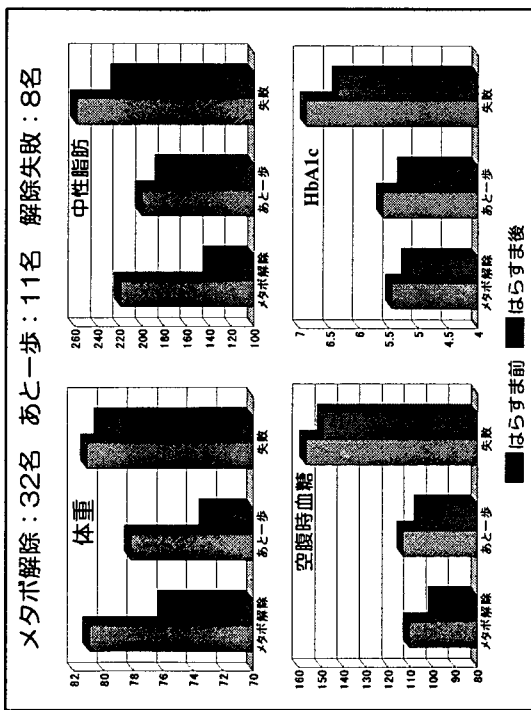 メタボ解除：32名　あと一歩：11名　解除失敗：8名
体重
82
80
78
76
74
72
70
メタボ解除
あと一歩
失敗
中性脂肪
260
240
220
200
180
160
140
120
100
メタボ解除
あと一歩
失敗
空腹時血糖
160
150
140
130
120
110
100
90
80
メタボ解除
あと一歩
失敗
HbA1c
7
6.5
6
5.5
5
4.5
4
メタボ解除
あと一歩
失敗
はらすま前　はらすま後